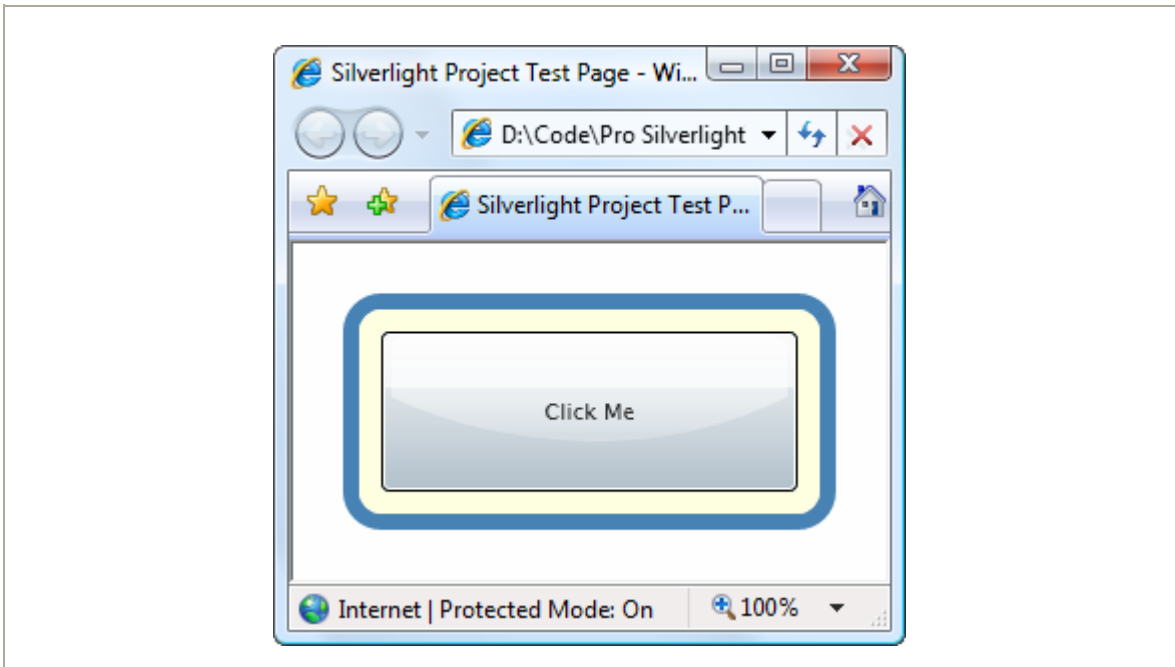 Silverlight Project Test Page - Wi...
D:\Code\Pro Silverlight
Silverlight Project Test P...
Click Me
Internet | Protected Mode: On
100%